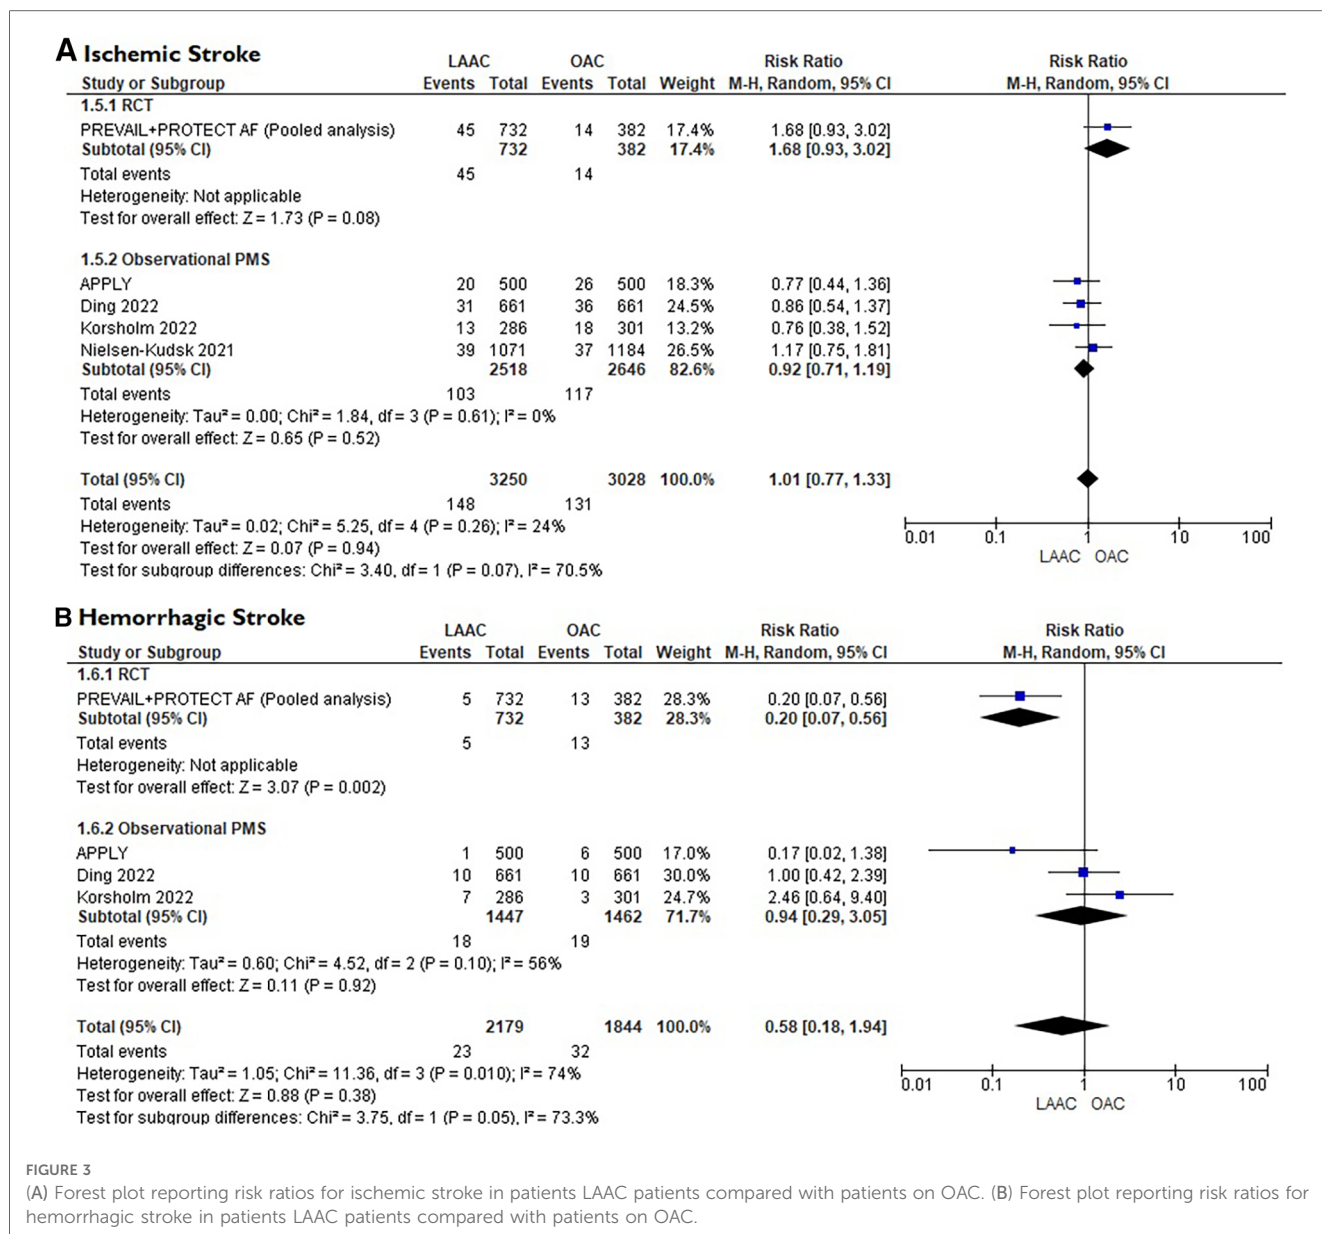 A Ischemic Stroke
LAAC OAC Risk Ratio Risk Ratio
Study or Subgroup Events Total Events Total Weight M-H, Random, 95% CI M-H, Random, 95% CI
1.5.1 RCT
PREVAIL+PROTECT AF (Pooled analysis) 45 732 14 382 17.4% 1.68 [0.93, 3.02]
Subtotal (95% CI) 732 382 17.4% 1.68 [0.93, 3.02]
Total events 45 14
Heterogeneity: Not applicable
Test for overall effect: Z = 1.73 (P = 0.08)
1.5.2 Observational PMS
APPLY 20 500 26 500 18.3% 0.77 [0.44, 1.36]
Ding 2022 31 661 36 661 24.5% 0.86 [0.54, 1.37]
Korsholm 2022 13 286 18 301 13.2% 0.76 [0.38, 1.52]
Nielsen-Kudsk 2021 39 1071 37 1184 26.5% 1.17 [0.75, 1.81]
Subtotal (95% CI) 2518 2646 82.6% 0.92 [0.71, 1.19]
Total events 103 117
Heterogeneity: Tau² = 0.00; Chi² = 1.84, df = 3 (P = 0.61); I² = 0%
Test for overall effect: Z = 0.65 (P = 0.52)
Total (95% CI) 3250 3028 100.0% 1.01 [0.77, 1.33]
Total events 148 131
Heterogeneity: Tau² = 0.02; Chi² = 5.25, df = 4 (P = 0.26); I² = 24%
Test for overall effect: Z = 0.07 (P = 0.94)
Test for subgroup differences: Chi² = 3.40, df = 1 (P = 0.07), I² = 70.5%
0.01 0.1 1 10 100
LAAC OAC
B Hemorrhagic Stroke
LAAC OAC Risk Ratio Risk Ratio
Study or Subgroup Events Total Events Total Weight M-H, Random, 95% CI M-H, Random, 95% CI
1.6.1 RCT
PREVAIL+PROTECT AF (Pooled analysis) 5 732 13 382 28.3% 0.20 [0.07, 0.56]
Subtotal (95% CI) 732 382 28.3% 0.20 [0.07, 0.56]
Total events 5 13
Heterogeneity: Not applicable
Test for overall effect: Z = 3.07 (P = 0.002)
1.6.2 Observational PMS
APPLY 1 500 6 500 17.0% 0.17 [0.02, 1.38]
Ding 2022 10 661 10 661 30.0% 1.00 [0.42, 2.39]
Korsholm 2022 7 286 3 301 24.7% 2.46 [0.64, 9.40]
Subtotal (95% CI) 1447 1462 71.7% 0.94 [0.29, 3.05]
Total events 18 19
Heterogeneity: Tau² = 0.60; Chi² = 4.52, df = 2 (P = 0.10); I² = 56%
Test for overall effect: Z = 0.11 (P = 0.92)
Total (95% CI) 2179 1844 100.0% 0.58 [0.18, 1.94]
Total events 23 32
Heterogeneity: Tau² = 1.05; Chi² = 11.36, df = 3 (P = 0.010); I² = 74%
Test for overall effect: Z = 0.88 (P = 0.38)
Test for subgroup differences: Chi² = 3.75, df = 1 (P = 0.05), I² = 73.3%
0.01 0.1 1 10 100
LAAC OAC
FIGURE 3
(A) Forest plot reporting risk ratios for ischemic stroke in patients LAAC patients compared with patients on OAC. (B) Forest plot reporting risk ratios for
hemorrhagic stroke in patients LAAC patients compared with patients on OAC.